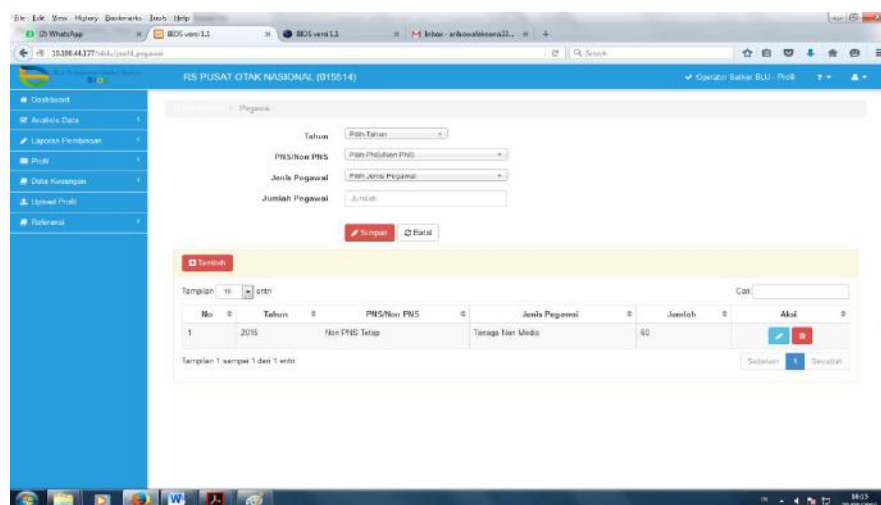 File Edit View History Bookmarks Tools Help
(2) WhatsApp
BIOS versi 1.1
BIOS versi 1.1
Search
RS PUSAT OTAK NASIONAL (015514)
Operator Satker BLU - Profil
Dashboard
Analisis Data
Laporan Pembinaan
Profil
Data Keuangan
Upload Profil
Referensi
Pegawai
Tahun
Pilih Tahun
PNS/Non PNS
Pilih PNS/Non PNS
Jenis Pegawai
Pilih Jenis Pegawai
Jumlah Pegawai
Jumlah
Simpan Batal
Tambah
Tampilan 10 entri
Cari:
No Tahun PNS/Non PNS Jenis Pegawai Jumlah Aksi
1 2015 Non PNS Tetap Tenaga Non Medis 60
Tampilan 1 sampai 1 dari 1 entri
Sebelum 1 Sesudah
16:15